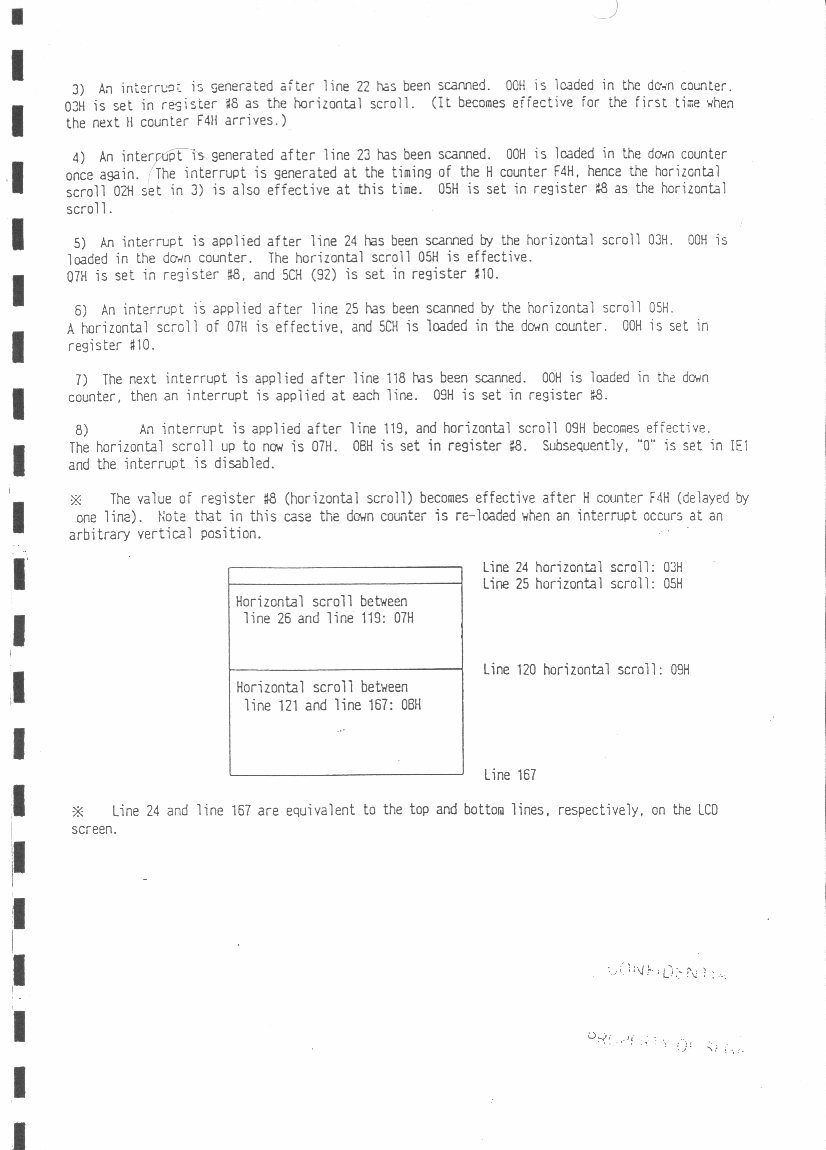 3) An interrupt is generated after line 22 has been scanned. 00H is loaded in the down counter.
03H is set in register #8 as the horizontal scroll. (It becomes effective for the first time when
the next H counter F4H arrives.)
4) An interrupt is generated after line 23 has been scanned. 00H is loaded in the down counter
once again. (The interrupt is generated at the timing of the H counter F4H, hence the horizontal
scroll 02H set in 3) is also effective at this time. 05H is set in register #8 as the horizontal
scroll.
5) An interrupt is applied after line 24 has been scanned by the horizontal scroll 03H. 00H is
loaded in the down counter. The horizontal scroll 05H is effective.
07H is set in register #8, and 5CH (92) is set in register #10.
6) An interrupt is applied after line 25 has been scanned by the horizontal scroll 05H.
A horizontal scroll of 07H is effective, and 5CH is loaded in the down counter. 00H is set in
register #10.
7) The next interrupt is applied after line 118 has been scanned. 00H is loaded in the down
counter, then an interrupt is applied at each line. 09H is set in register #8.
8) An interrupt is applied after line 119, and horizontal scroll 09H becomes effective.
The horizontal scroll up to now is 07H. 0BH is set in register #8. Subsequently, "0" is set in IE1
and the interrupt is disabled.
※ The value of register #8 (horizontal scroll) becomes effective after H counter F4H (delayed by
one line). Note that in this case the down counter is re-loaded when an interrupt occurs at an
arbitrary vertical position.
Line 24 horizontal scroll: 03H
Line 25 horizontal scroll: 05H
Horizontal scroll between
line 26 and line 119: 07H
Line 120 horizontal scroll: 09H
Horizontal scroll between
line 121 and line 167: 0BH
Line 167
※ Line 24 and line 167 are equivalent to the top and bottom lines, respectively, on the LCD
screen.
PROPERTY OF